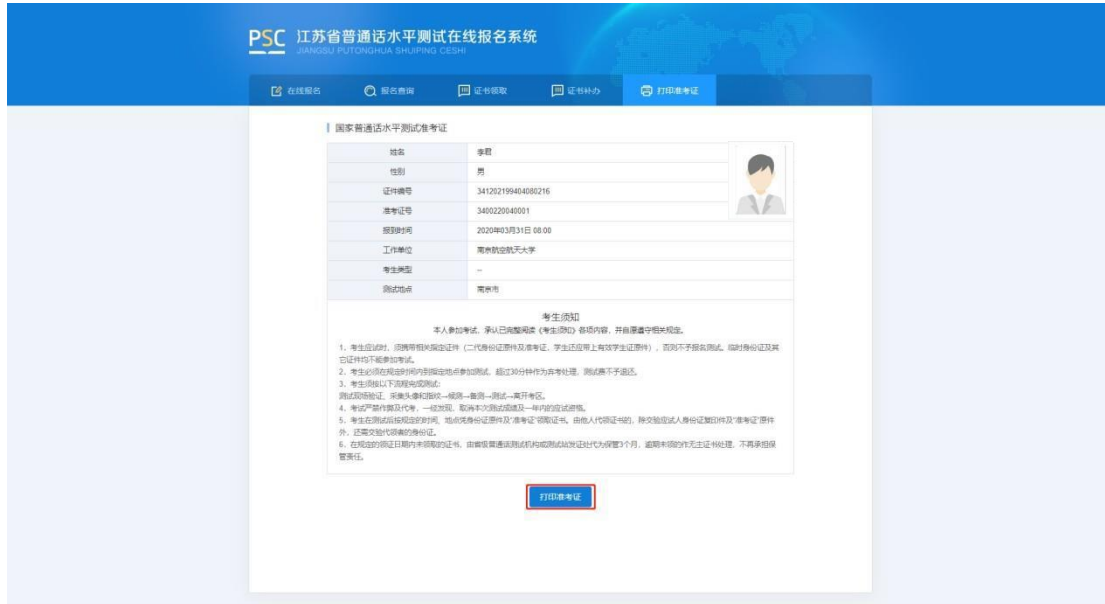 PSC 江苏省普通话水平测试在线报名系统
JIANGSU PUTONGHUA SHUIPING CESHI
在线报名 报名查询 证书领取 证书补办 打印准考证
国家普通话水平测试准考证
姓名 李君
性别 男
证件编号 341202199404080216
准考证号 3400220040001
报到时间 2020年03月31日 08:00
工作单位 南京航空航天大学
考生类型 --
测试地点 南京市
考生须知
本人参加考试,承认已完整阅读《考生须知》各项内容,并自愿遵守相关规定。
1、考生应试时,须携带相关指定证件(二代身份证原件及准考证,学生还应带上有效学生证原件),否则不予报名测试。临时身份证及其
它证件均不能参加考试。
2、考生必须在规定时间内到指定地点参加测试,超过30分钟作为弃考处理,测试费不予退还。
3、考生须按以下流程完成测试:
测试现场验证、采集头像和指纹→候测→备测→测试→离开考区。
4、考试严禁作弊及代考,一经发现,取消本次测试成绩及一年内的应试资格。
5、考生在测试后按规定的时间、地点凭身份证原件及“准考证”领取证书。由他人代领证书的,除交验应试人身份证复印件及“准考证”原件
外,还需交验代领者的身份证。
6、在规定的领证日期内未领取的证书,由省级普通话测试机构或测试站发证处代为保管3个月,逾期未领的作无主证书处理,不再承担保
管责任。
打印准考证